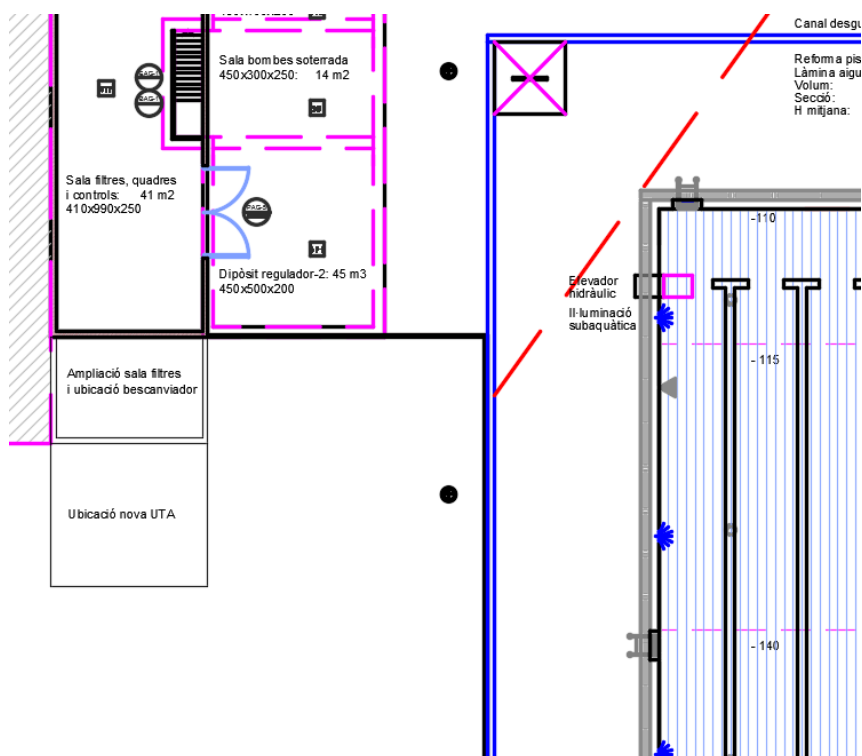 Canal desgu
Sala bombes soterrada
450x300x250: 14 m2
Reforma pis
Làmina aigu
Volum:
Secció:
H mitjana:
Sala filtres, quadres
i controls: 41 m2
410x990x250
-110
Dipòsit regulador-2: 45 m3
450x500x200
Elevador
hidràulic
Il·luminació
subaquàtica
-115
Ampliació sala filtres
i ubicació bescanviador
Ubicació nova UTA
-140